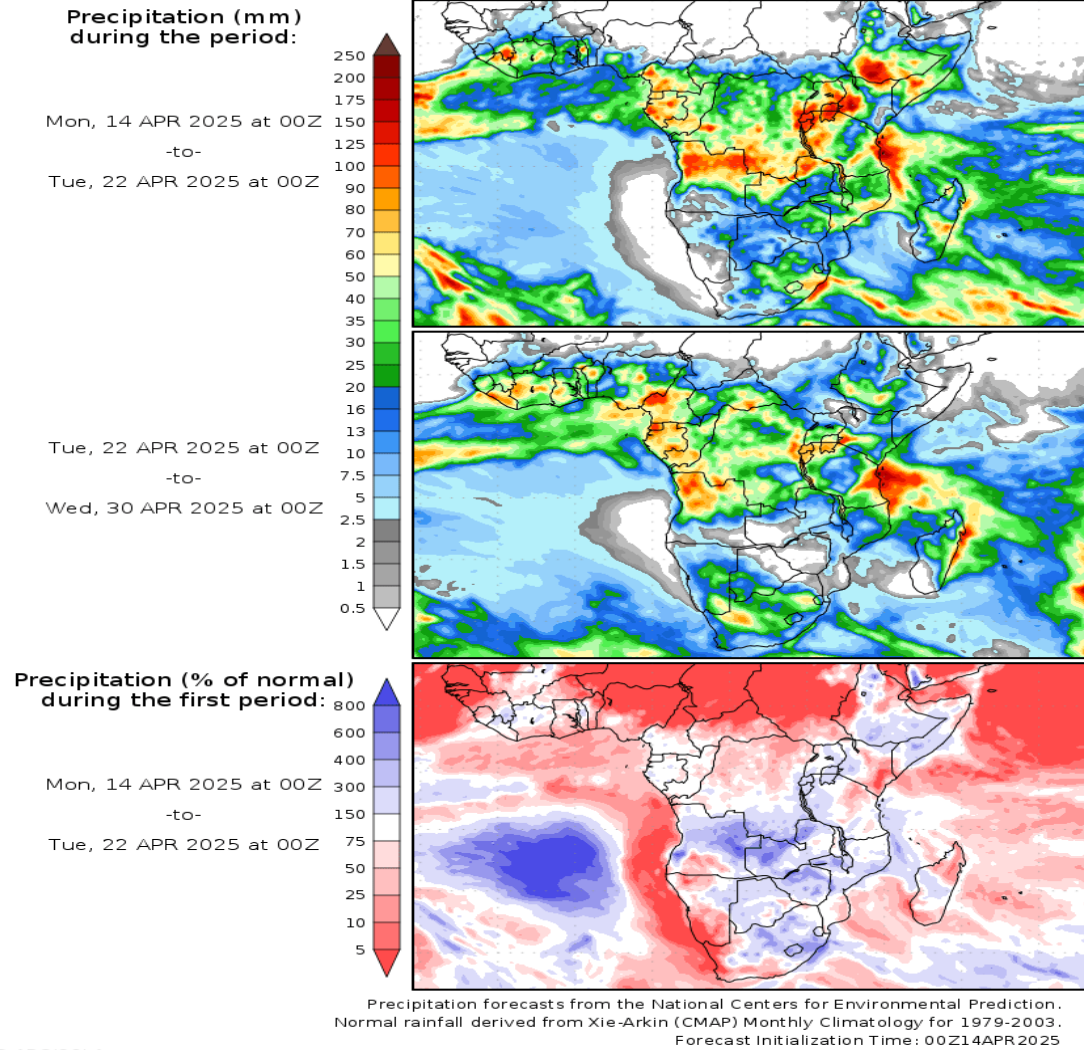 Precipitation (mm)
during the period:
250
200
175
150
125
100
90
80
70
60
50
40
35
30
25
20
16
13
10
7.5
5
2.5
2
1.5
1
0.5
Mon, 14 APR 2025 at 00Z
-to-
Tue, 22 APR 2025 at 00Z
Tue, 22 APR 2025 at 00Z
-to-
Wed, 30 APR 2025 at 00Z
Precipitation (% of normal)
during the first period:
800
600
400
300
150
75
50
25
10
5
Mon, 14 APR 2025 at 00Z
-to-
Tue, 22 APR 2025 at 00Z
Precipitation forecasts from the National Centers for Environmental Prediction.
Normal rainfall derived from Xie-Arkin (CMAP) Monthly Climatology for 1979-2003.
Forecast Initialization Time: 00Z14APR2025